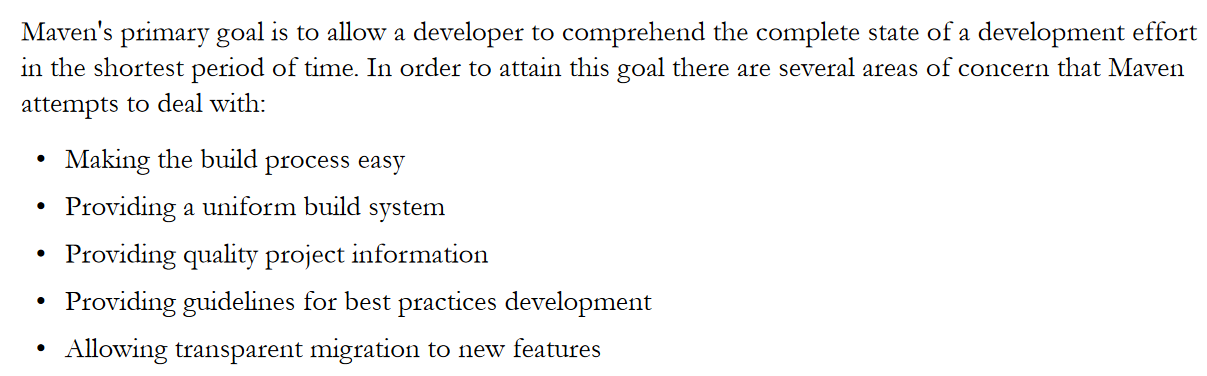 Maven's primary goal is to allow a developer to comprehend the complete state of a development effort
in the shortest period of time. In order to attain this goal there are several areas of concern that Maven
attempts to deal with:
• Making the build process easy
• Providing a uniform build system
• Providing quality project information
• Providing guidelines for best practices development
• Allowing transparent migration to new features